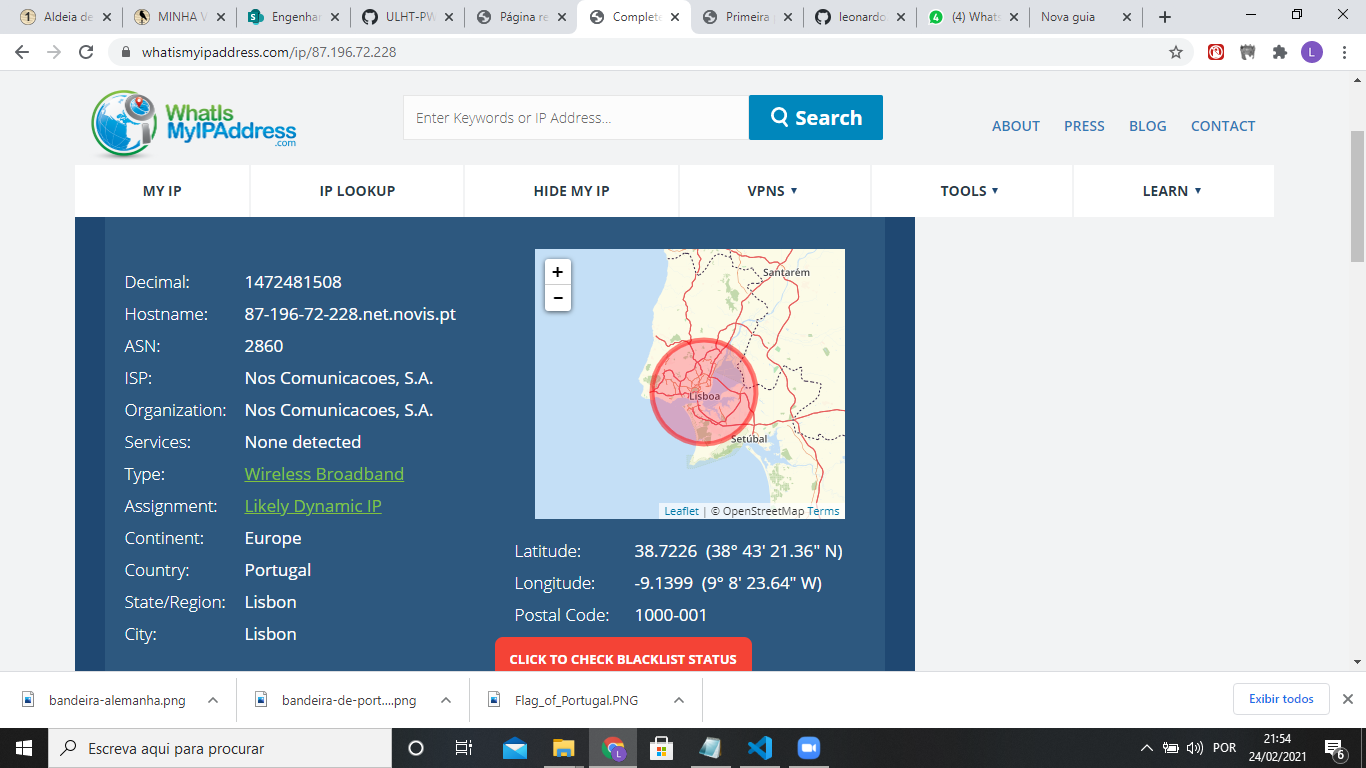 Aldeia de
MINHA V
Engenhar
ULHT-PW
Página re
Complete
Primeira
leonardo
(4) Whats
Nova guia
whatismyipaddress.com/ip/87.196.72.228
L
WhatIs
MyIPAddress
.com
Enter Keywords or IP Address...
Search
ABOUT PRESS BLOG CONTACT
MY IP IP LOOKUP HIDE MY IP VPNS ▼ TOOLS ▼ LEARN ▼
Decimal: 1472481508
Hostname: 87-196-72-228.net.novis.pt
ASN: 2860
ISP: Nos Comunicacoes, S.A.
Organization: Nos Comunicacoes, S.A.
Services: None detected
Type: Wireless Broadband
Assignment: Likely Dynamic IP
Continent: Europe
Country: Portugal
State/Region: Lisbon
City: Lisbon
+
−
Santarém
Lisboa
Setúbal
Leaflet | © OpenStreetMap Terms
Latitude: 38.7226 (38° 43' 21.36" N)
Longitude: -9.1399 (9° 8' 23.64" W)
Postal Code: 1000-001
CLICK TO CHECK BLACKLIST STATUS
bandeira-alemanha.png
bandeira-de-port....png
Flag_of_Portugal.PNG
Exibir todos
Escreva aqui para procurar
L
POR
21:54
24/02/2021
6